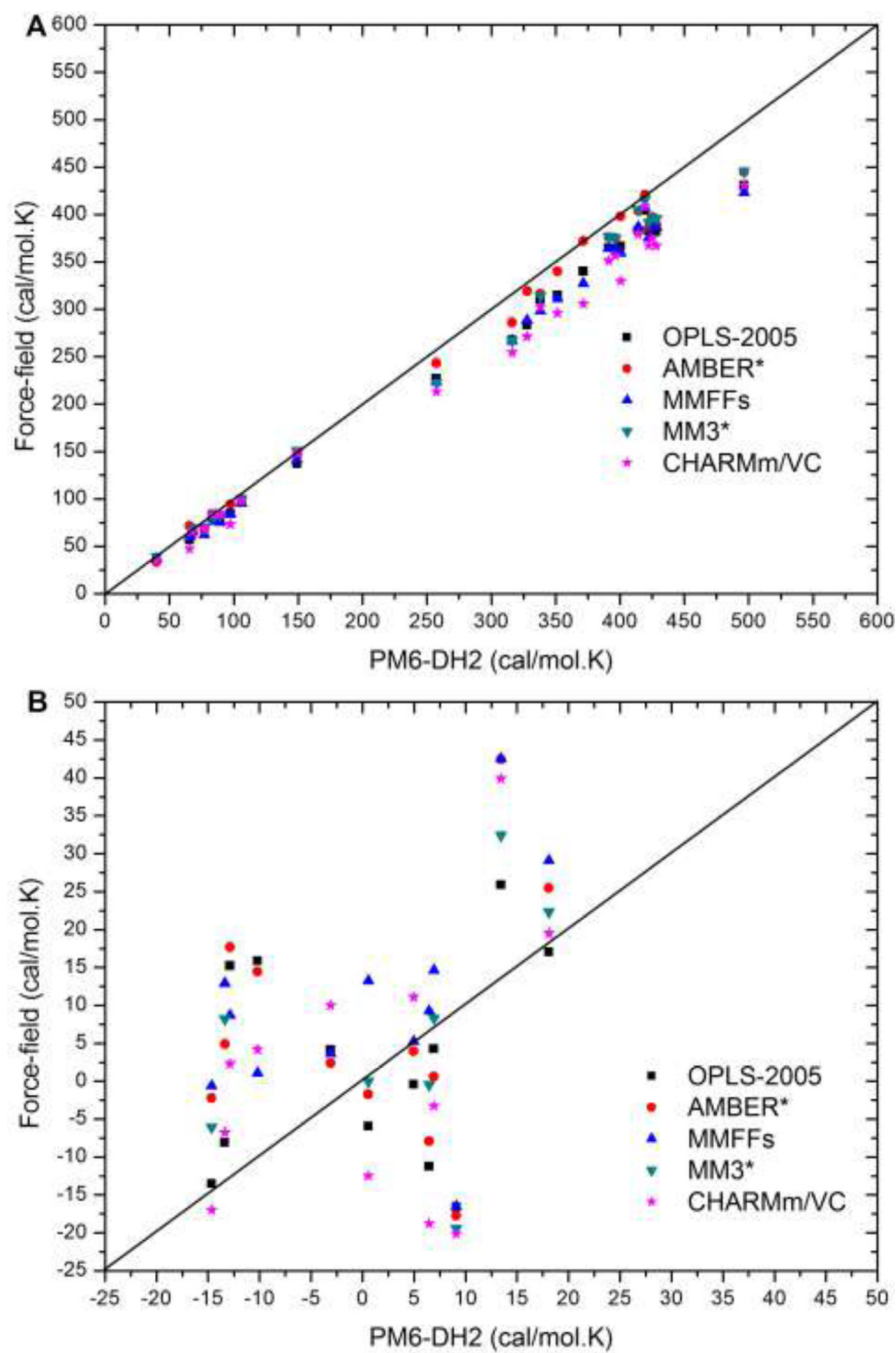 A
600
550
500
450
400
350
300
250
200
150
100
50
0
Force-field (cal/mol.K)
OPLS-2005
AMBER*
MMFFs
MM3*
CHARMm/VC
0 50 100 150 200 250 300 350 400 450 500 550 600
PM6-DH2 (cal/mol.K)
B
50
45
40
35
30
25
20
15
10
5
0
-5
-10
-15
-20
-25
Force-field (cal/mol.K)
OPLS-2005
AMBER*
MMFFs
MM3*
CHARMm/VC
-25 -20 -15 -10 -5 0 5 10 15 20 25 30 35 40 45 50
PM6-DH2 (cal/mol.K)